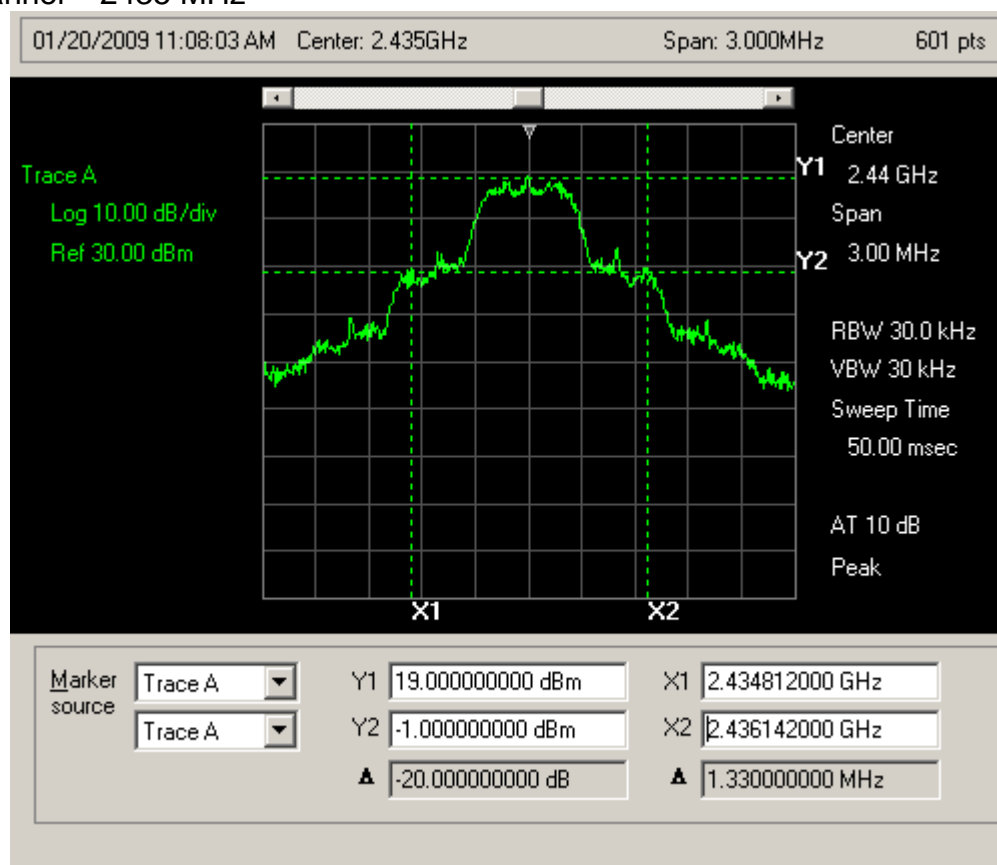 01/20/2009 11:08:03 AM Center: 2.435GHz Span: 3.000MHz 601 pts
Trace A
Log 10.00 dB/div
Ref 30.00 dBm
Y1
Y2
X1 X2
Center
2.44 GHz
Span
3.00 MHz
RBW 30.0 kHz
VBW 30 kHz
Sweep Time
50.00 msec
AT 10 dB
Peak
Marker source
Trace A
Trace A
Y1 19.000000000 dBm
Y2 -1.000000000 dBm
Δ -20.000000000 dB
X1 2.434812000 GHz
X2 2.436142000 GHz
Δ 1.330000000 MHz